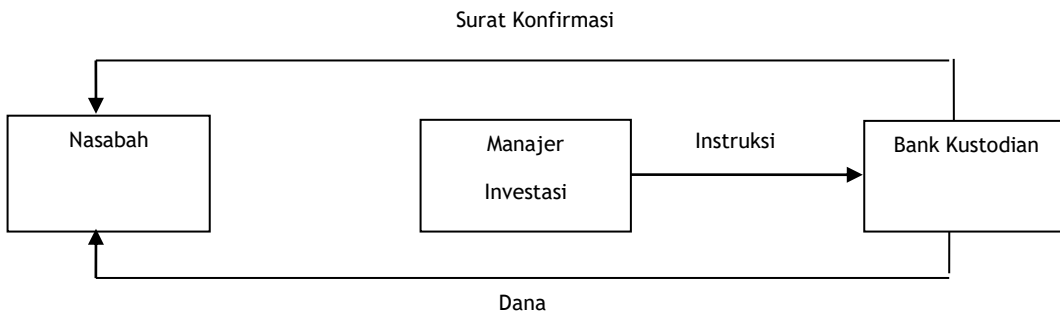 Surat Konfirmasi
Nasabah
Manajer
Investasi
Instruksi
Bank Kustodian
Dana